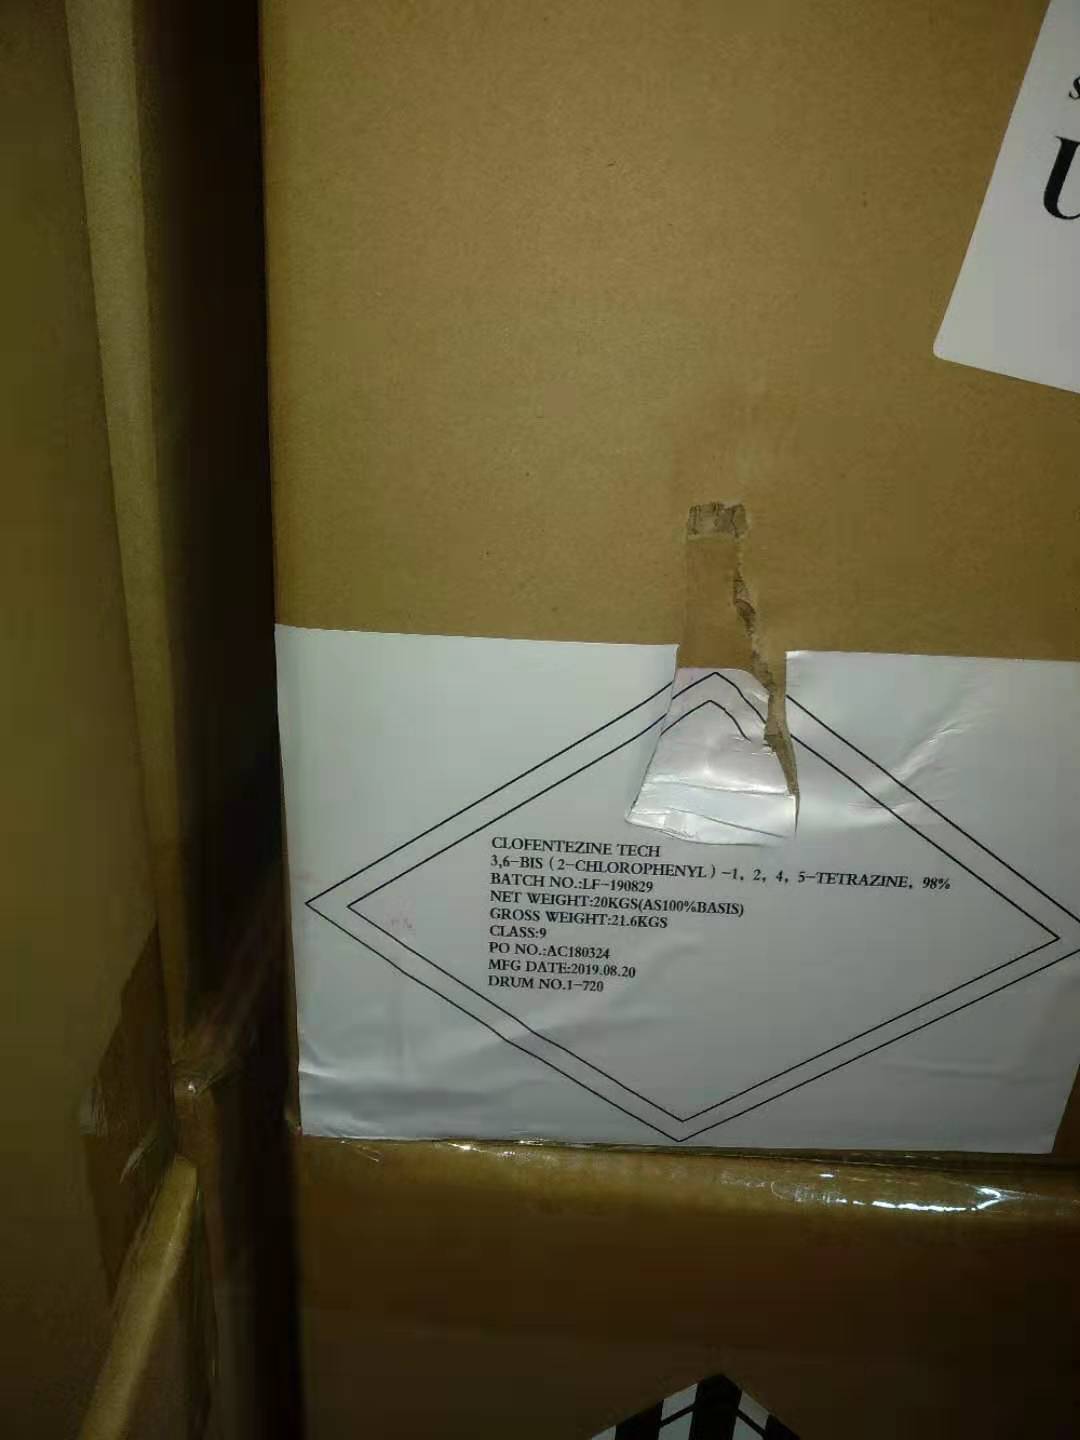 U
CLOFENTEZINE TECH
3,6-BIS（2-CHLOROPHENYL）-1，2，4，5-TETRAZINE，98%
BATCH NO.:LF-190829
NET WEIGHT:20KGS(AS100%BASIS)
GROSS WEIGHT:21.6KGS
CLASS:9
PO NO.:AC180324
MFG DATE:2019.08.20
DRUM NO.1-720